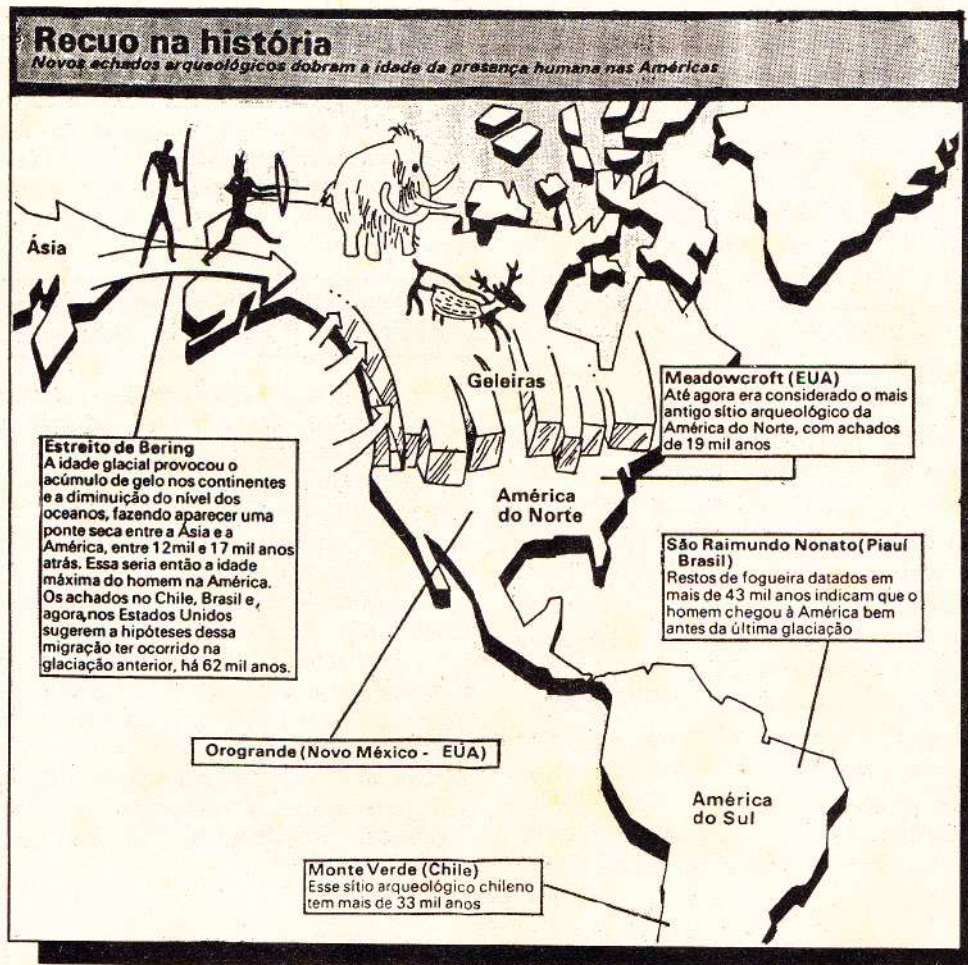 Recuo na história
Novos achados arqueológicos dobram a idade da presença humana nas Américas
Ásia
Geleiras
Meadowcroft (EUA)
Até agora era considerado o mais
antigo sítio arqueológico da
América do Norte, com achados
de 19 mil anos
Estreito de Bering
A idade glacial provocou o
acúmulo de gelo nos continentes
e a diminuição do nível dos
oceanos, fazendo aparecer uma
ponte seca entre a Ásia e a
América, entre 12mil e 17 mil anos
atrás. Essa seria então a idade
máxima do homem na América.
Os achados no Chile, Brasil e,
agora,nos Estados Unidos
sugerem a hipóteses dessa
migração ter ocorrido na
glaciação anterior, há 62 mil anos.
América
do Norte
São Raimundo Nonato(Piauí
Brasil)
Restos de fogueira datados em
mais de 43 mil anos indicam que o
homem chegou à América bem
antes da última glaciação
Orogrande (Novo México - EUA)
América
do Sul
Monte Verde (Chile)
Esse sítio arqueológico chileno
tem mais de 33 mil anos